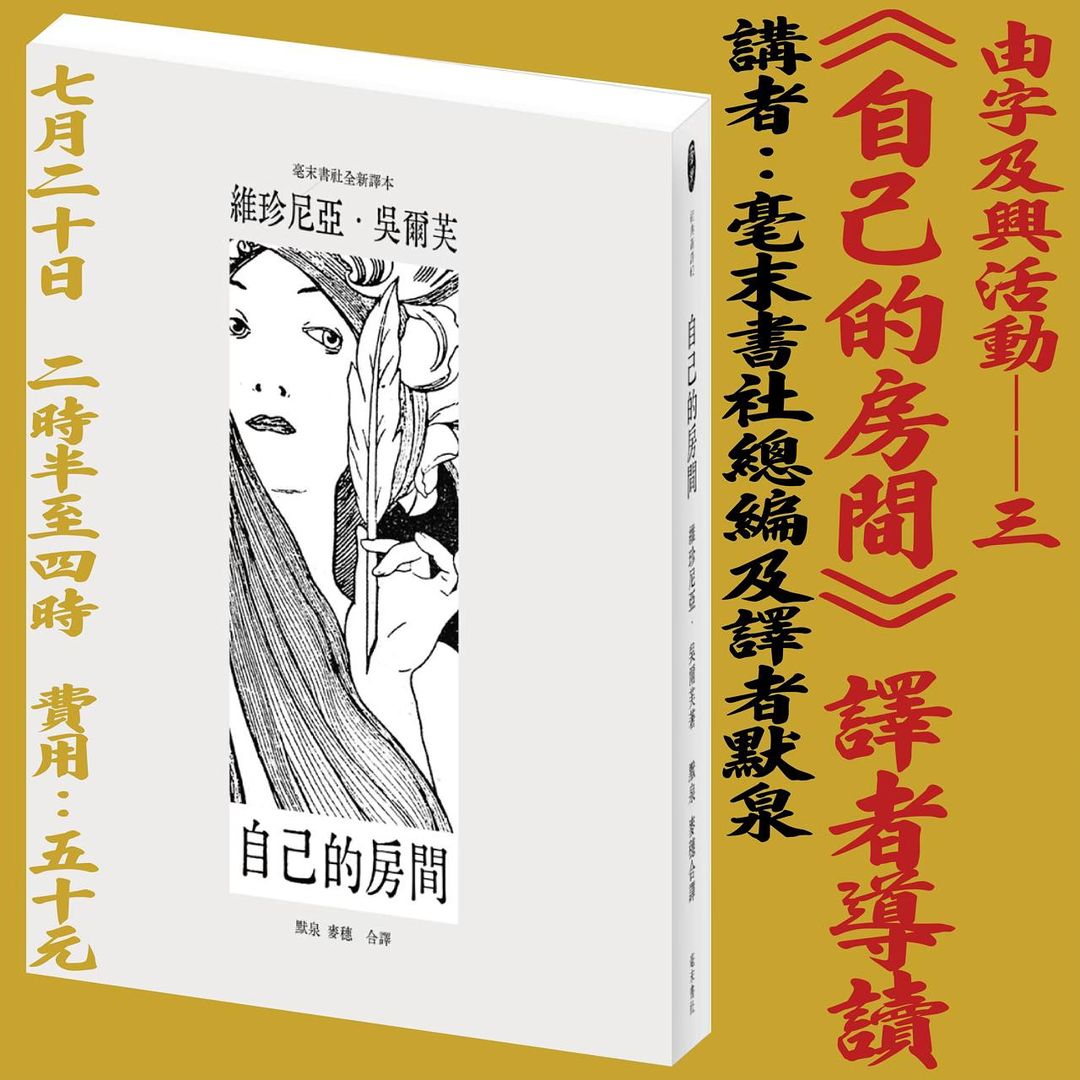 由字及興活動——三
《自己的房間》譯者導讀
講者：毫末書社總編及譯者默泉
七月二十日 二時半至四時 費用：五十元
毫末書社全新譯本
維珍尼亞·吳爾芙
自己的房間
默泉 麥穗 合譯
自己的房間 維珍尼亞·吳爾芙著 默泉 麥穗合譯 毫末書社